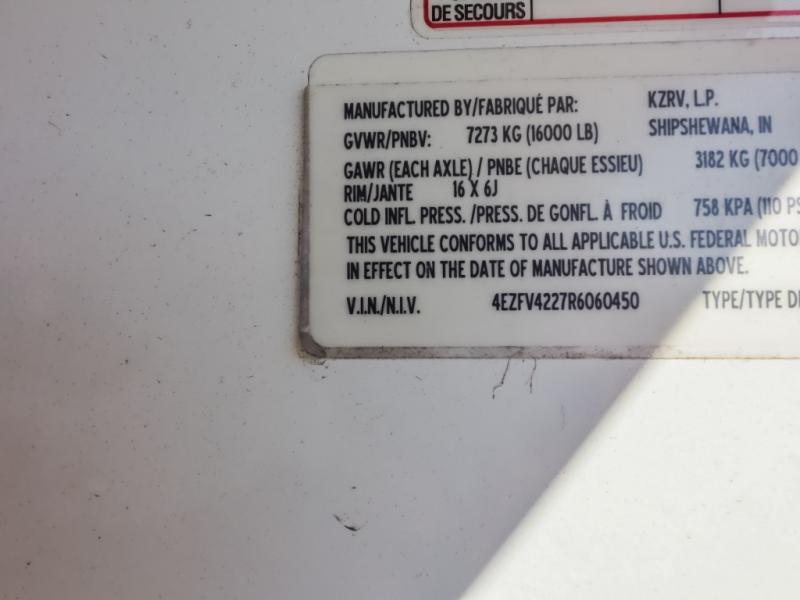 DE SECOURS
MANUFACTURED BY/FABRIQUÉ PAR: KZRV, L.P.
GVWR/PNBV: 7273 KG (16000 LB) SHIPSHEWANA, IN
GAWR (EACH AXLE) / PNBE (CHAQUE ESSIEU) 3182 KG (7000
RIM/JANTE 16 X 6J
COLD INFL. PRESS. /PRESS. DE GONFL. À FROID 758 KPA (110 PS
THIS VEHICLE CONFORMS TO ALL APPLICABLE U.S. FEDERAL MOTO
IN EFFECT ON THE DATE OF MANUFACTURE SHOWN ABOVE.
V.I.N./N.I.V. 4EZFV4227R6060450 TYPE/TYPE D